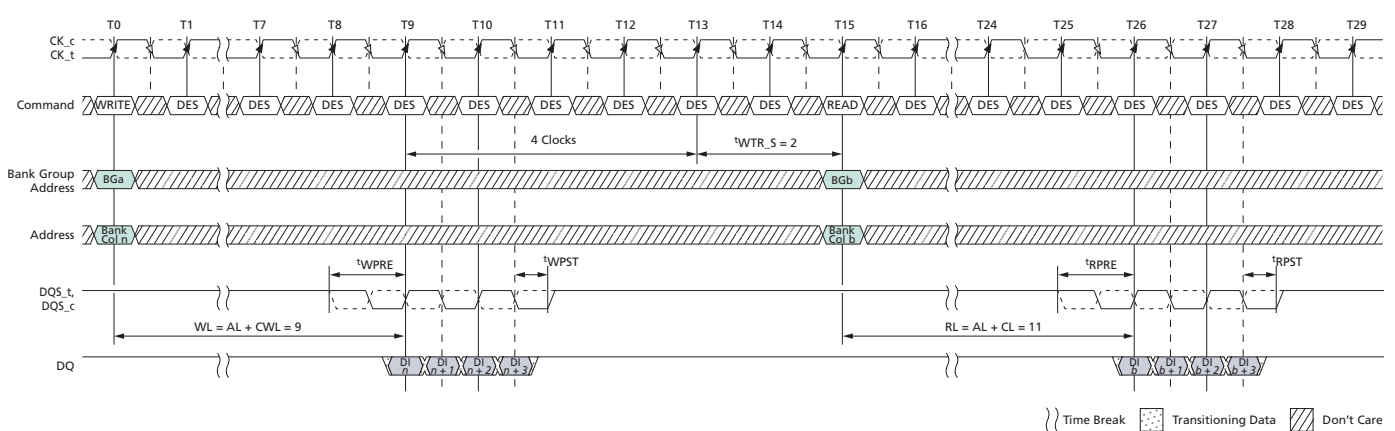 T0 T1 T7 T8 T9 T10 T11 T12 T13 T14 T15 T16 T24 T25 T26 T27 T28 T29
CK_c
CK_t
Command WRITE DES DES DES DES DES DES DES DES DES READ DES DES DES DES DES DES DES
4 Clocks tWTR_S = 2
Bank Group
Address
BGa BGb
Address
Bank
Col n
Bank
Col b
tWPRE tWPST tRPRE tRPST
DQS_t,
DQS_c
WL = AL + CWL = 9 RL = AL + CL = 11
DQ
DI
n
DI
n + 1
DI
n + 2
DI
n + 3
DI
b
DI
b + 1
DI
b + 2
DI
b + 3
Time Break Transitioning Data Don't Care